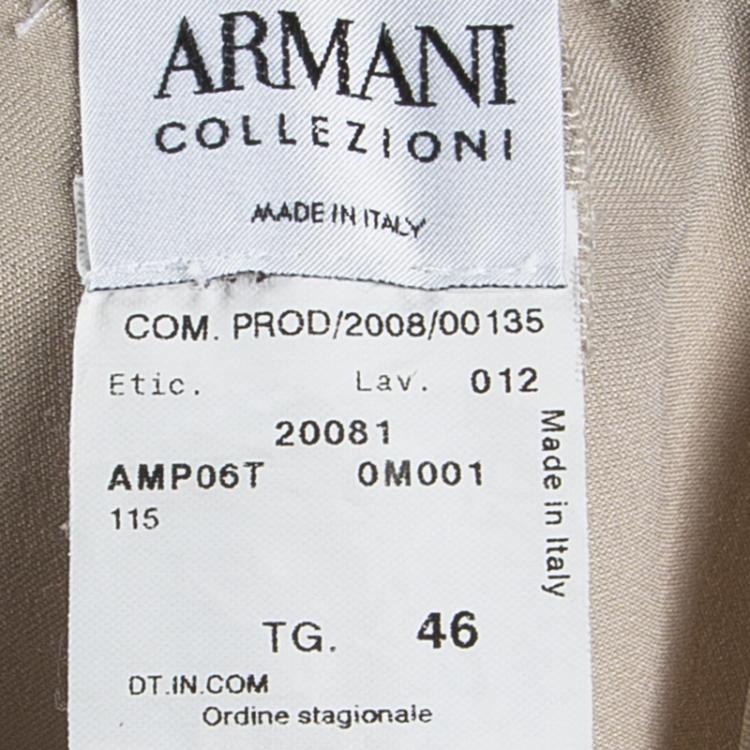 ARMANI
COLLEZIONI
MADE IN ITALY
COM. PROD/2008/00135
Etic. Lav. 012
20081
AMP06T 0M001
115
Made in Italy
TG. 46
DT.IN.COM
Ordine stagionale